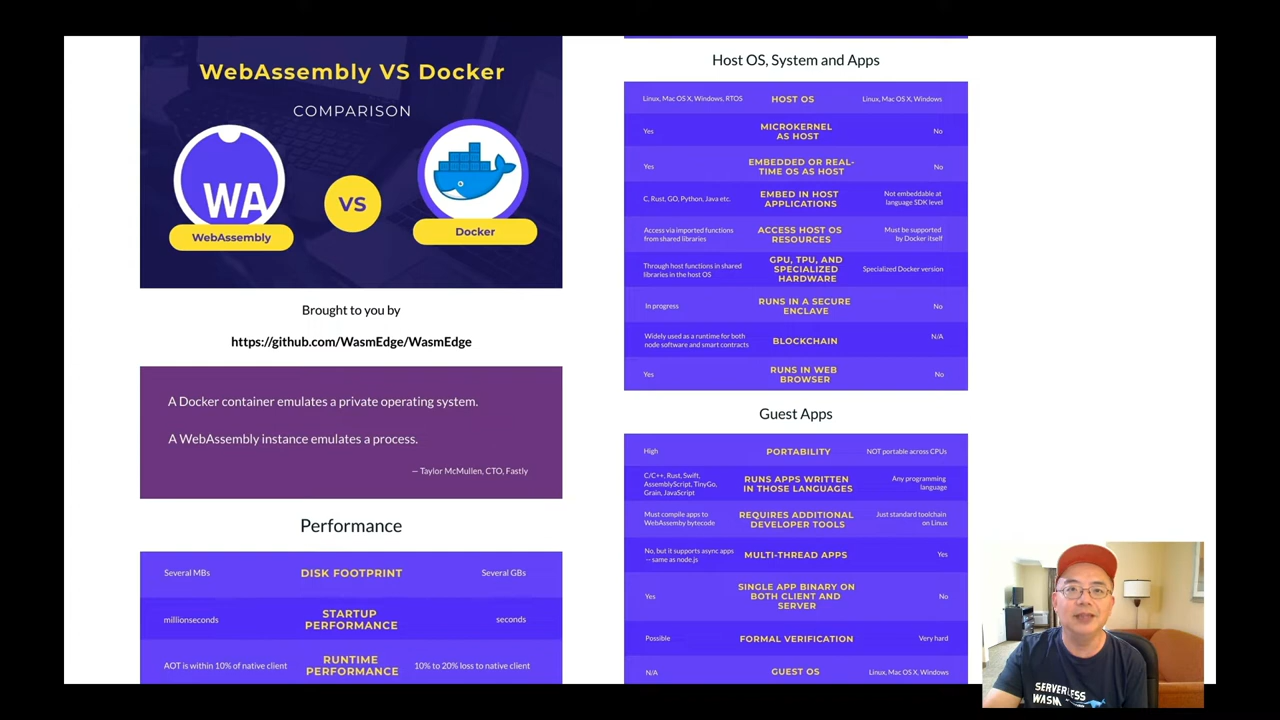 WebAssembly VS Docker
COMPARISON
WA
VS
WebAssembly
Docker
Brought to you by
https://github.com/WasmEdge/WasmEdge
A Docker container emulates a private operating system.
A WebAssembly instance emulates a process.
— Taylor McMullen, CTO, Fastly
Performance
Several MBs
DISK FOOTPRINT
Several GBs
millionseconds
STARTUP
PERFORMANCE
seconds
AOT is within 10% of native client
RUNTIME
PERFORMANCE
10% to 20% loss to native client
Host OS, System and Apps
Linux, Mac OS X, Windows, RTOS
HOST OS
Linux, Mac OS X, Windows
Yes
MICROKERNEL
AS HOST
No
Yes
EMBEDDED OR REAL-
TIME OS AS HOST
No
C, Rust, GO, Python, Java etc.
EMBED IN HOST
APPLICATIONS
Not embeddable at
language SDK level
Access via imported functions
from shared libraries
ACCESS HOST OS
RESOURCES
Must be supported
by Docker itself
Through host functions in shared
libraries in the host OS
GPU, TPU, AND
SPECIALIZED
HARDWARE
Specialized Docker version
In progress
RUNS IN A SECURE
ENCLAVE
No
Widely used as a runtime for both
node software and smart contracts
BLOCKCHAIN
N/A
Yes
RUNS IN WEB
BROWSER
No
Guest Apps
High
PORTABILITY
NOT portable across CPUs
C/C++, Rust, Swift,
AssemblyScript, TinyGo,
Grain, JavaScript
RUNS APPS WRITTEN
IN THOSE LANGUAGES
Any programming
language
Must compile apps to
WebAssemby bytecode
REQUIRES ADDITIONAL
DEVELOPER TOOLS
Just standard toolchain
on Linux
No, but it supports async apps
—same as node.js
MULTI-THREAD APPS
Yes
Yes
SINGLE APP BINARY ON
BOTH CLIENT AND
SERVER
No
Possible
FORMAL VERIFICATION
Very hard
N/A
GUEST OS
Linux, Mac OS X, Windows
SERVERLESS
WASM